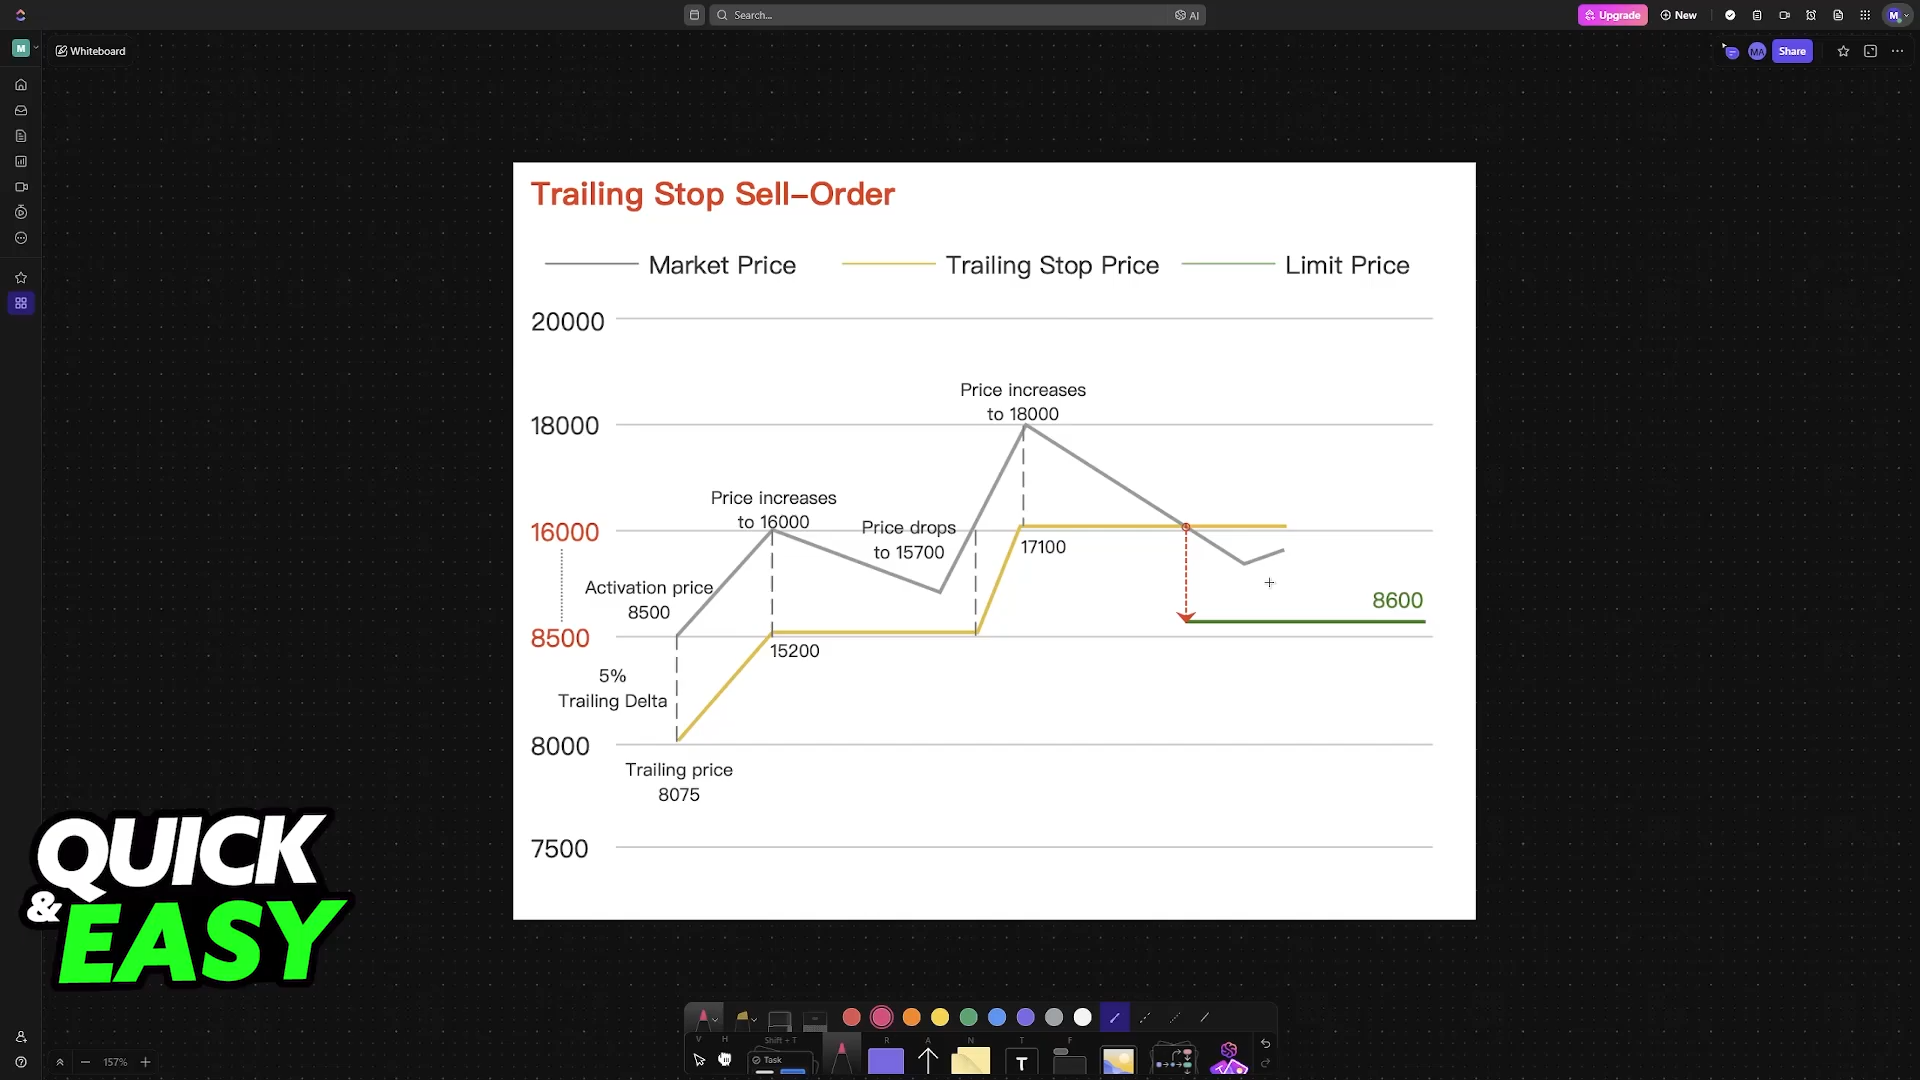 Search...
AI
Upgrade
New
M
M
Whiteboard
MA
Share
Trailing Stop Sell–Order
Market Price
Trailing Stop Price
Limit Price
20000
Price increases
to 18000
18000
Price increases
to 16000
Price drops
to 15700
16000
17100
Activation price
8500
8600
8500
15200
5%
Trailing Delta
8000
Trailing price
8075
7500
QUICK
&
EASY
157%
V
H
Shift + T
R
A
N
T
F
Task
T